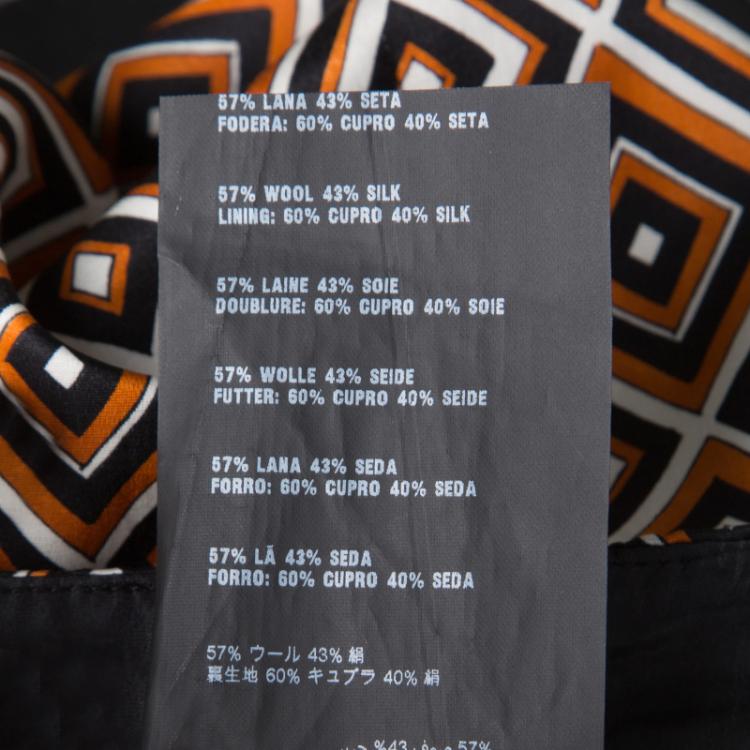 57% LANA 43% SETA
FODERA: 60% CUPRO 40% SETA
57% WOOL 43% SILK
LINING: 60% CUPRO 40% SILK
57% LAINE 43% SOIE
DOUBLURE: 60% CUPRO 40% SOIE
57% WOLLE 43% SEIDE
FUTTER: 60% CUPRO 40% SEIDE
57% LANA 43% SEDA
FORRO: 60% CUPRO 40% SEDA
57% LÃ 43% SEDA
FORRO: 60% CUPRO 40% SEDA
57% ウール 43% 絹
裏生地 60% キュプラ 40% 絹
%43 57%